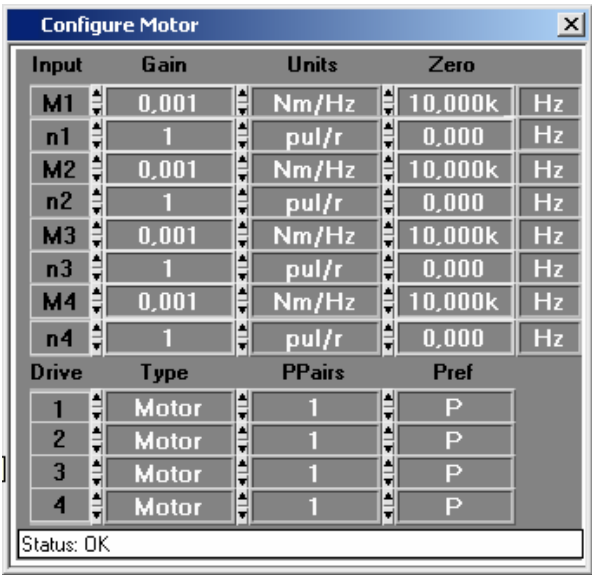 Configure Motor
Input Gain Units Zero
M1 0,001 Nm/Hz 10,000k Hz
n1 1 pul/r 0,000 Hz
M2 0,001 Nm/Hz 10,000k Hz
n2 1 pul/r 0,000 Hz
M3 0,001 Nm/Hz 10,000k Hz
n3 1 pul/r 0,000 Hz
M4 0,001 Nm/Hz 10,000k Hz
n4 1 pul/r 0,000 Hz
Drive Type PPairs Pref
1 Motor 1 P
2 Motor 1 P
3 Motor 1 P
4 Motor 1 P
Status: OK